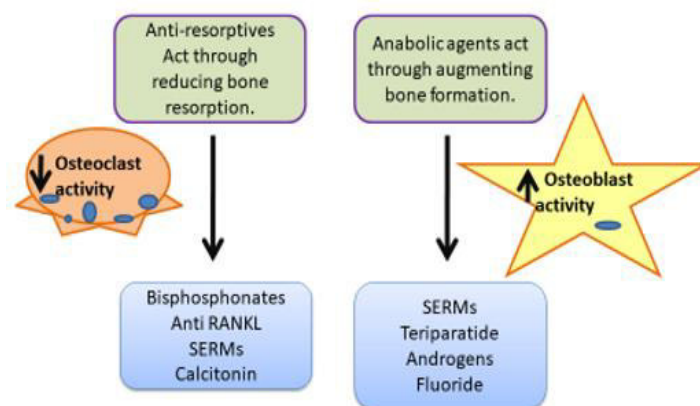 Anti-resorptives
Act through
reducing bone
resorption.
Anabolic agents act
through augmenting
bone formation.
Osteoclast
activity
Osteoblast
activity
Bisphosphonates
Anti RANKL
SERMs
Calcitonin
SERMs
Teriparatide
Androgens
Fluoride